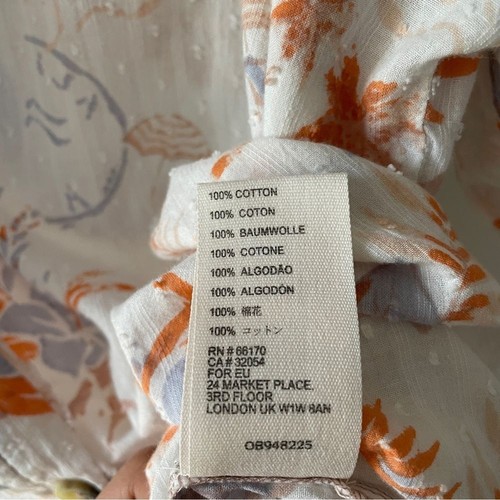 100% COTTON
100% COTON
100% BAUMWOLLE
100% COTONE
100% ALGODÃO
100% ALGODÓN
100% 棉花
100% コットン
RN # 66170
CA # 32054
FOR EU
24 MARKET PLACE,
3RD FLOOR
LONDON UK W1W 8AN
OB948225